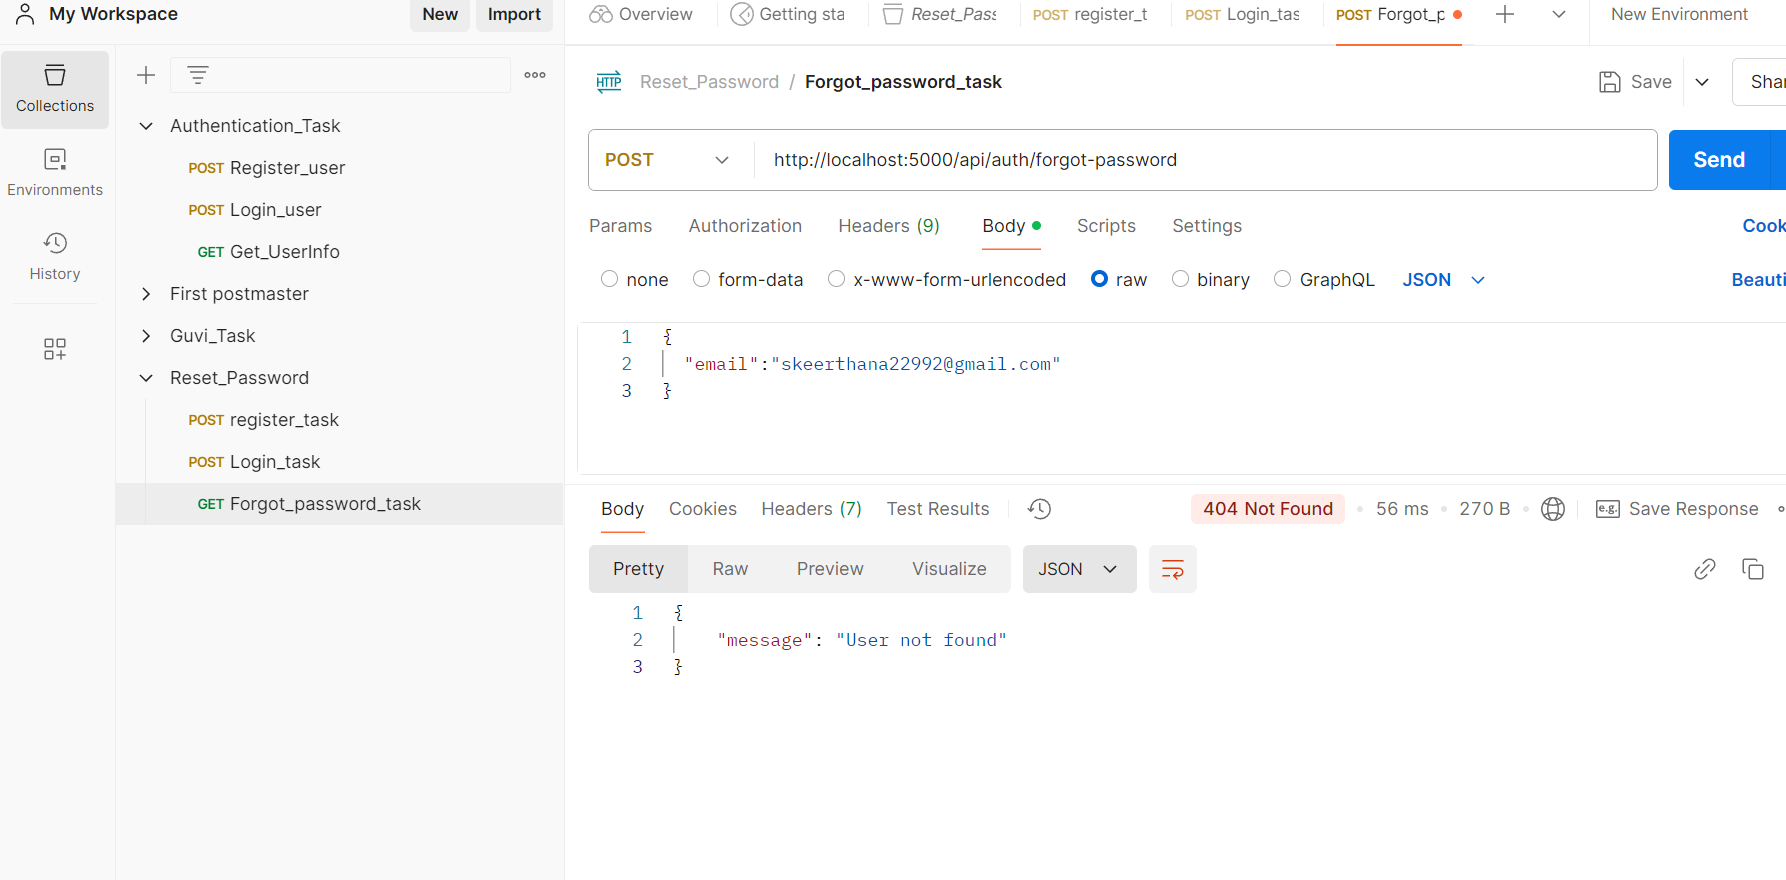 My Workspace
New
Import
Overview
Getting sta
Reset_Pass
POST register_t
POST Login_tas
POST Forgot_p
New Environment
Collections
Environments
History
Authentication_Task
POST Register_user
POST Login_user
GET Get_UserInfo
First postmaster
Guvi_Task
Reset_Password
POST register_task
POST Login_task
GET Forgot_password_task
HTTP Reset_Password / Forgot_password_task
Save
Shar
POST http://localhost:5000/api/auth/forgot-password
Send
Params Authorization Headers (9) Body Scripts Settings
Cook
none form-data x-www-form-urlencoded raw binary GraphQL JSON
Beauti
1 {
2 "email":"skeerthana22992@gmail.com"
3 }
Body Cookies Headers (7) Test Results
404 Not Found 56 ms 270 B
e.g. Save Response
Pretty Raw Preview Visualize JSON
1 {
2 "message": "User not found"
3 }